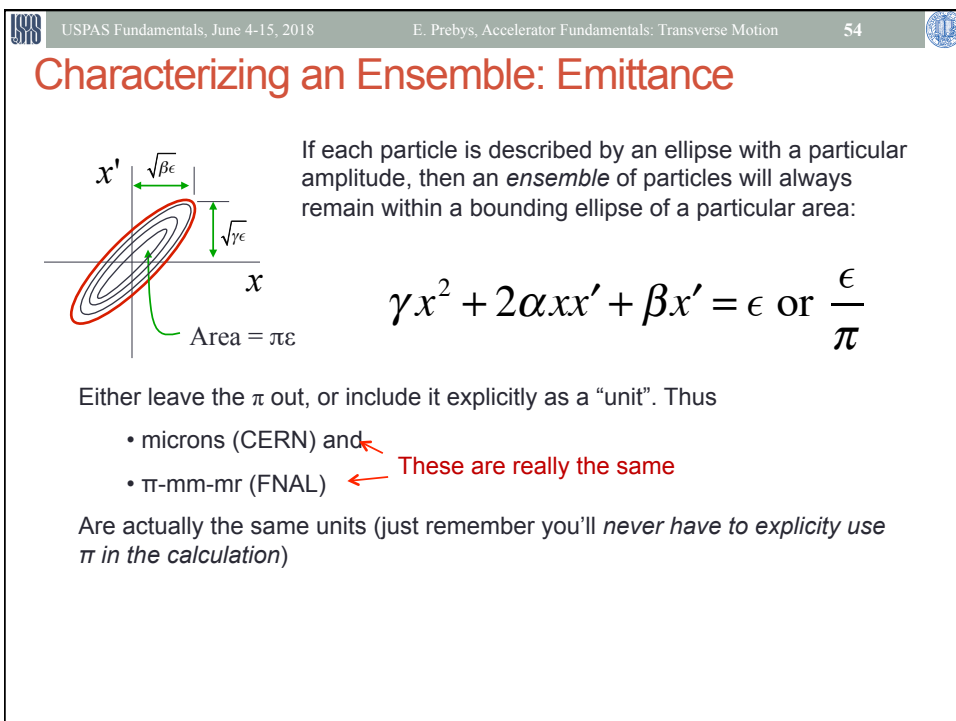 USPAS Fundamentals, June 4-15, 2018 E. Prebys, Accelerator Fundamentals: Transverse Motion 54
Characterizing an Ensemble: Emittance
If each particle is described by an ellipse with a particular
amplitude, then an ensemble of particles will always
remain within a bounding ellipse of a particular area:
x'
√βϵ
√γϵ
x
Area = πε
γx² + 2αxx′ + βx′ = ϵ or ϵ/π
Either leave the π out, or include it explicitly as a “unit”. Thus
• microns (CERN) and
These are really the same
• π-mm-mr (FNAL)
Are actually the same units (just remember you’ll never have to explicity use
π in the calculation)